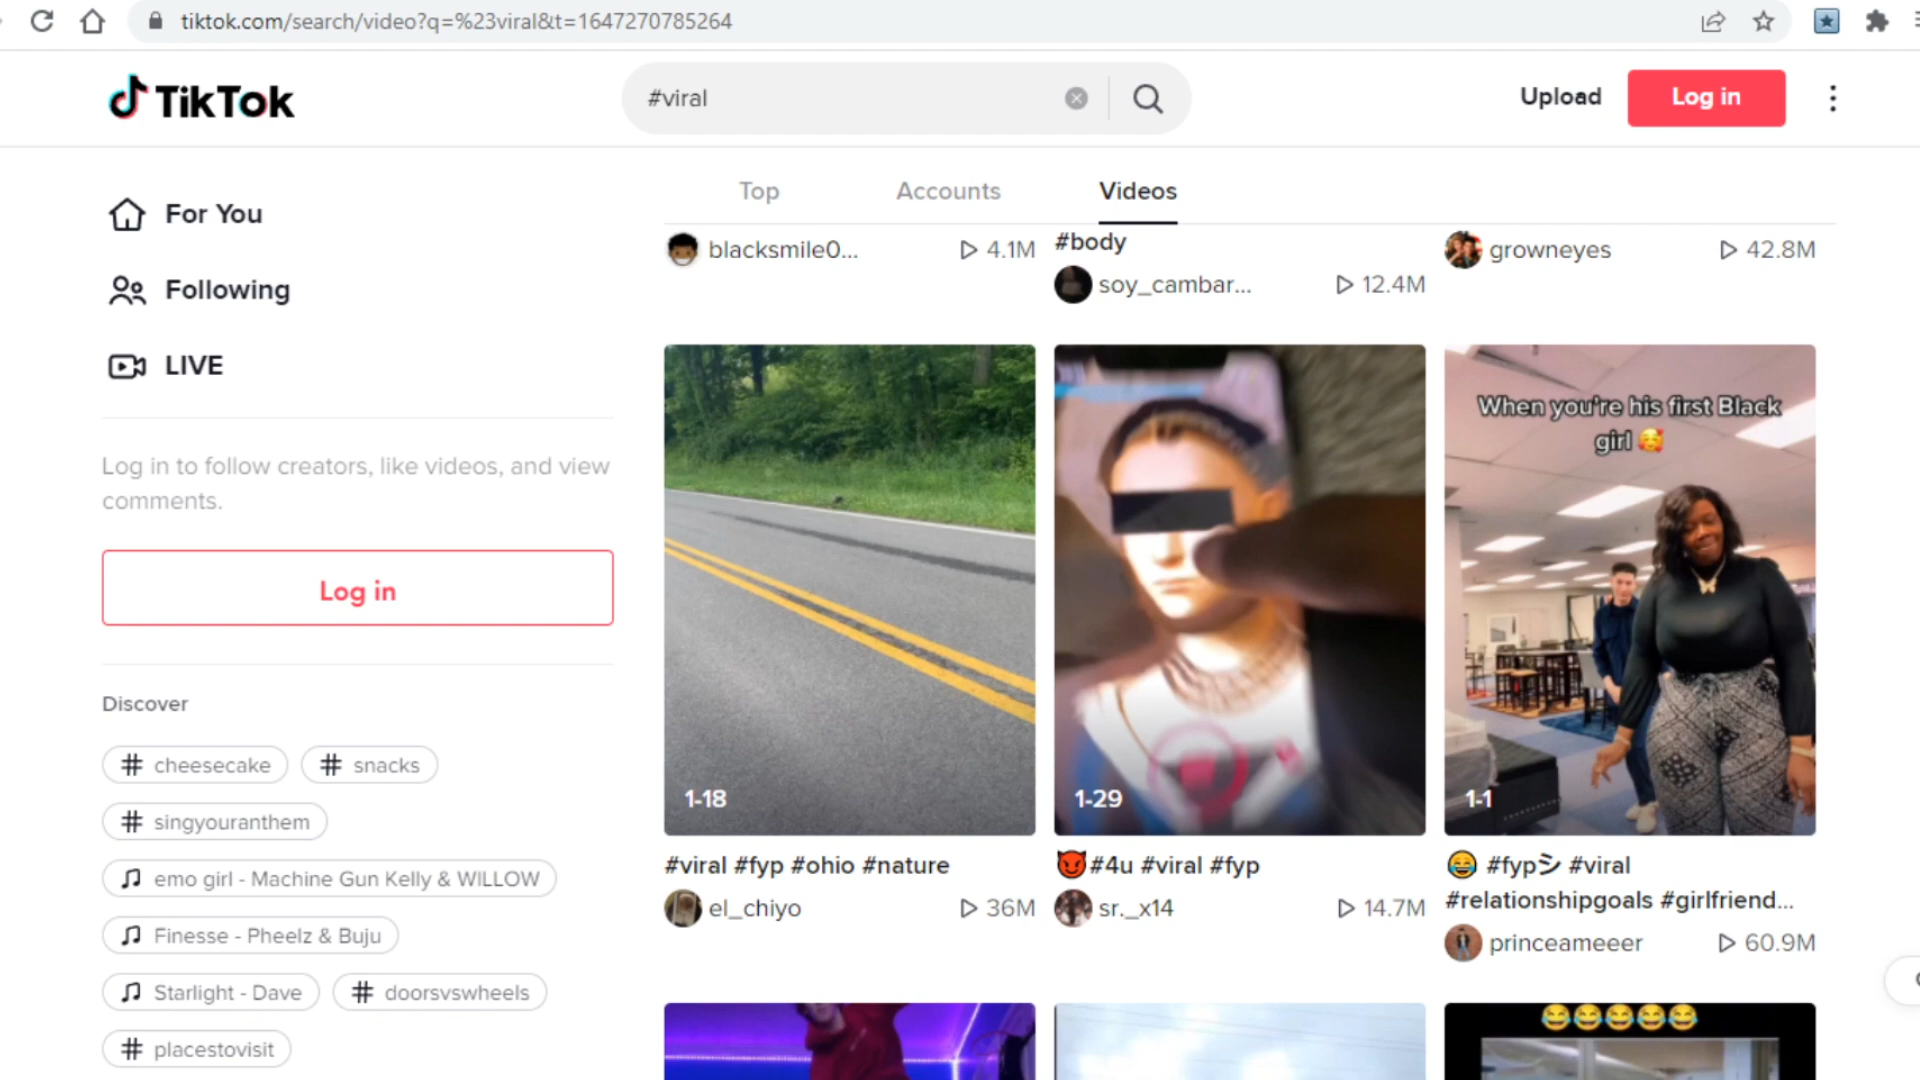 tiktok.com/search/video?q=%23viral&t=1647270785264
TikTok
#viral
Upload
Log in
For You
Following
LIVE
Log in to follow creators, like videos, and view
comments.
Log in
Discover
# cheesecake
# snacks
# singyouranthem
emo girl - Machine Gun Kelly & WILLOW
Finesse - Pheelz & Buju
Starlight - Dave
# doorsvswheels
# placestovisit
Top
Accounts
Videos
blacksmile0...
4.1M
#body
soy_cambar...
12.4M
growneyes
42.8M
1-18
#viral #fyp #ohio #nature
el_chiyo
36M
1-29
😈#4u #viral #fyp
sr._x14
14.7M
When you're his first Black
girl 🥰
1-1
😂 #fypシ #viral
#relationshipgoals #girlfriend...
princeameeer
60.9M
😂😂😂😂😂